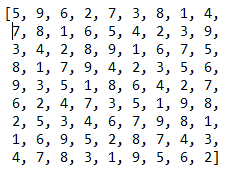 [5, 9, 6, 2, 7, 3, 8, 1, 4,
7, 8, 1, 6, 5, 4, 2, 3, 9,
3, 4, 2, 8, 9, 1, 6, 7, 5,
8, 1, 7, 9, 4, 2, 3, 5, 6,
9, 3, 5, 1, 8, 6, 4, 2, 7,
6, 2, 4, 7, 3, 5, 1, 9, 8,
2, 5, 3, 4, 6, 7, 9, 8, 1,
1, 6, 9, 5, 2, 8, 7, 4, 3,
4, 7, 8, 3, 1, 9, 5, 6, 2]